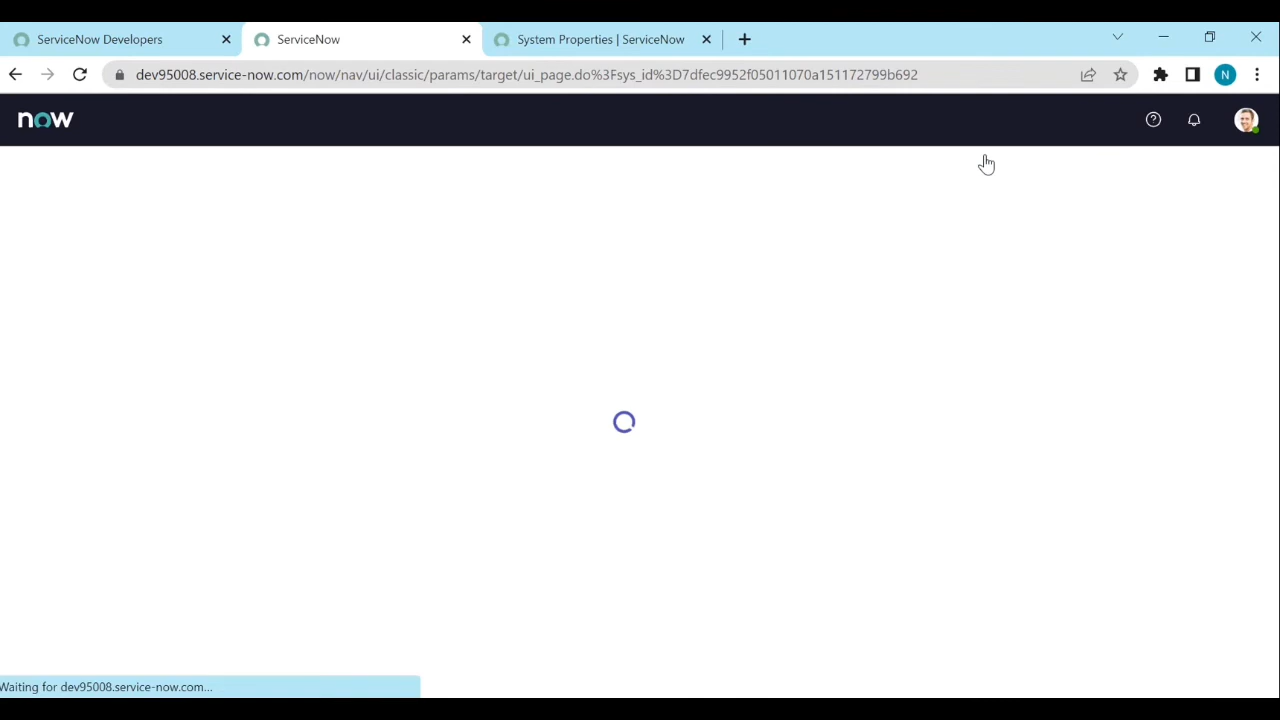 ServiceNow Developers
ServiceNow
System Properties | ServiceNow
dev95008.service-now.com/now/nav/ui/classic/params/target/ui_page.do%3Fsys_id%3D7dfec9952f05011070a151172799b692
N
now
Waiting for dev95008.service-now.com...